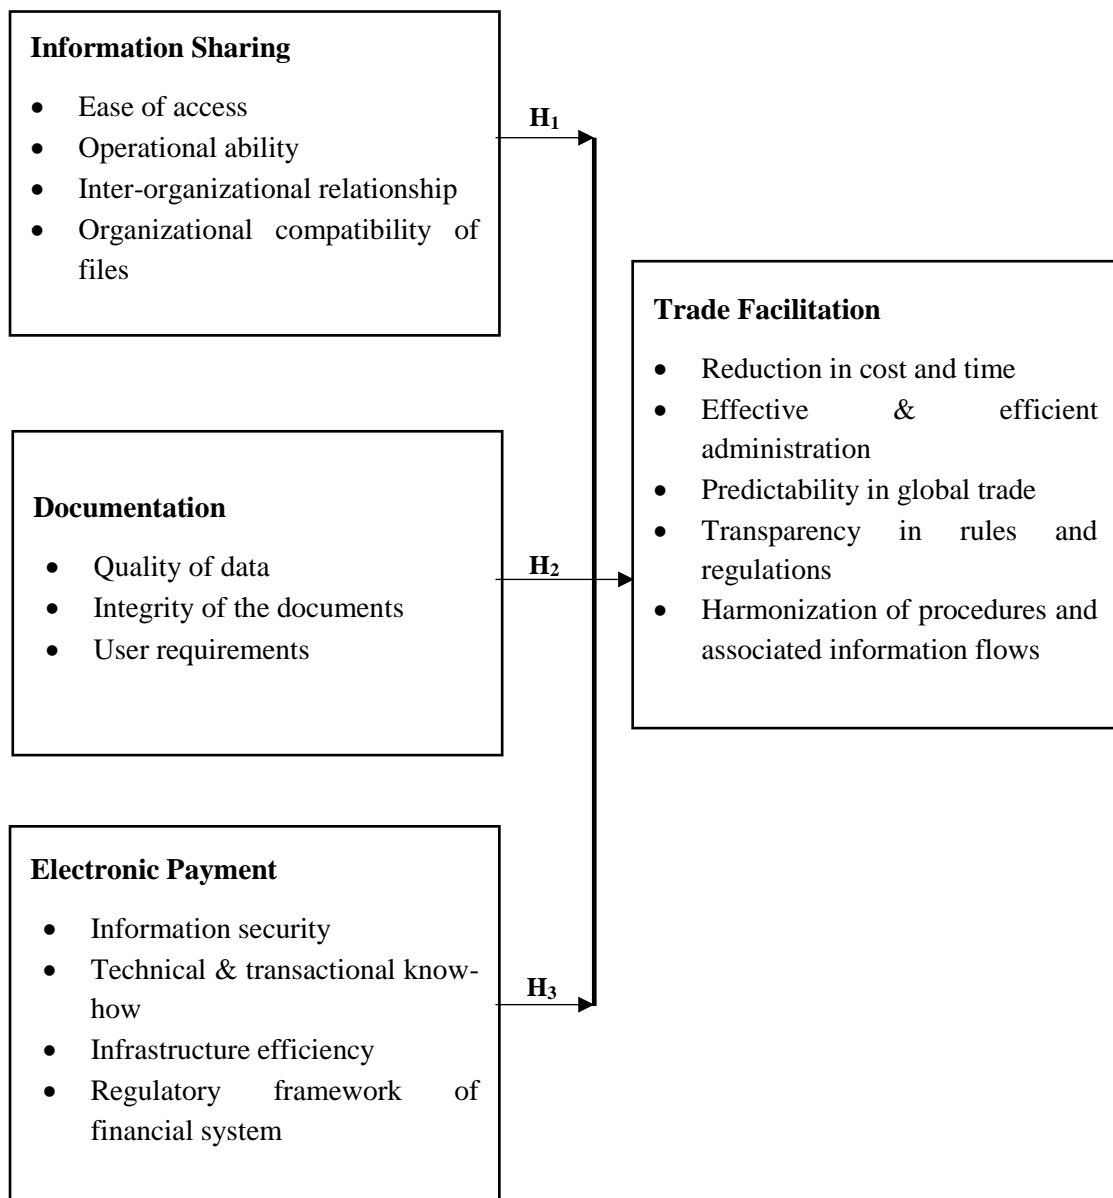 Information Sharing
• Ease of access
• Operational ability
• Inter-organizational relationship
• Organizational compatibility of
files
H₁
Documentation
• Quality of data
• Integrity of the documents
• User requirements
H₂
Electronic Payment
• Information security
• Technical & transactional know-
how
• Infrastructure efficiency
• Regulatory framework of
financial system
H₃
Trade Facilitation
• Reduction in cost and time
• Effective & efficient
administration
• Predictability in global trade
• Transparency in rules and
regulations
• Harmonization of procedures and
associated information flows